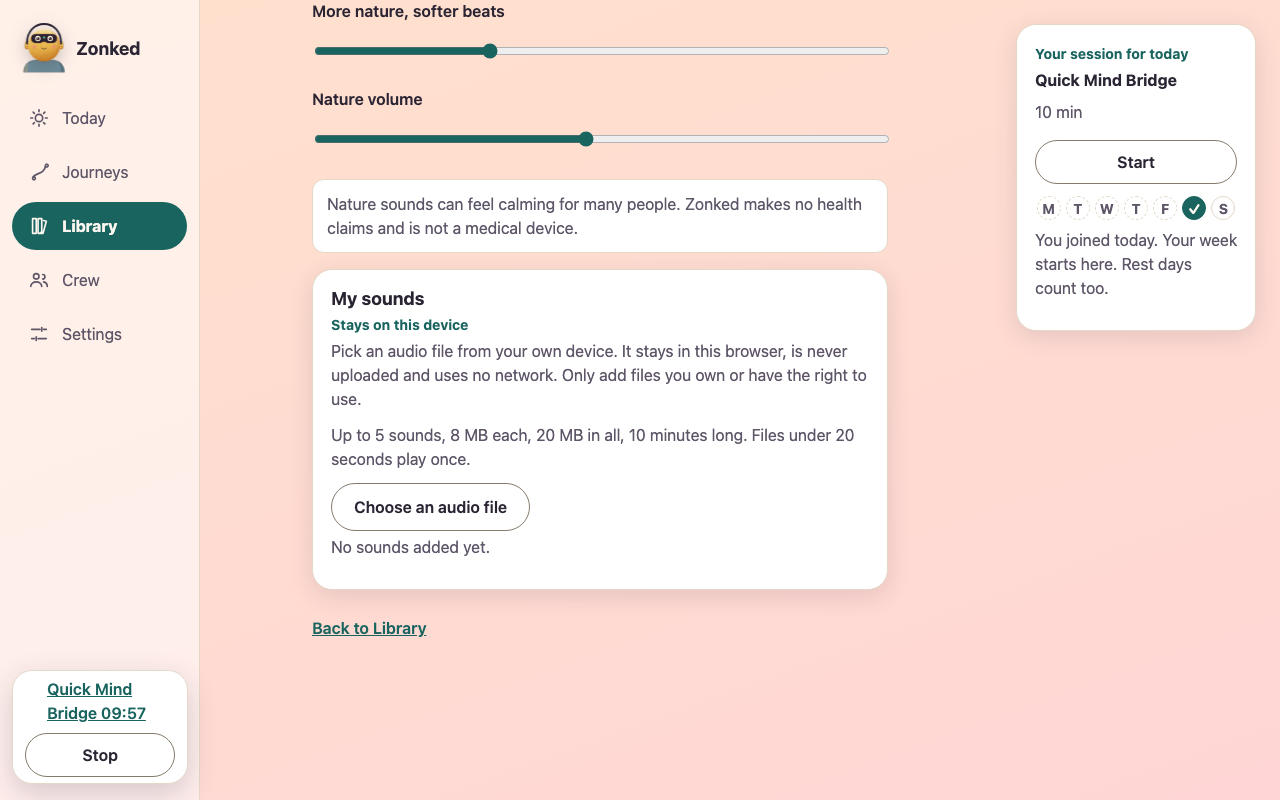 Zonked
Today
Journeys
Library
Crew
Settings
Quick Mind
Bridge 09:57
Stop
More nature, softer beats
Nature volume
Nature sounds can feel calming for many people. Zonked makes no health
claims and is not a medical device.
My sounds
Stays on this device
Pick an audio file from your own device. It stays in this browser, is never
uploaded and uses no network. Only add files you own or have the right to
use.
Up to 5 sounds, 8 MB each, 20 MB in all, 10 minutes long. Files under 20
seconds play once.
Choose an audio file
No sounds added yet.
Back to Library
Your session for today
Quick Mind Bridge
10 min
Start
M T W T F S
You joined today. Your week
starts here. Rest days
count too.